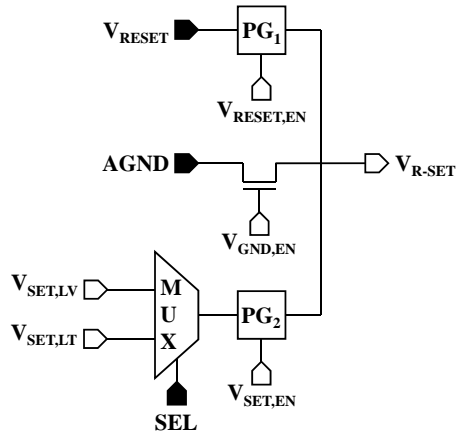 V_RESET
PG_1
V_RESET,EN
AGND
V_R-SET
V_GND,EN
V_SET,LV
M
U
X
V_SET,LT
PG_2
V_SET,EN
SEL